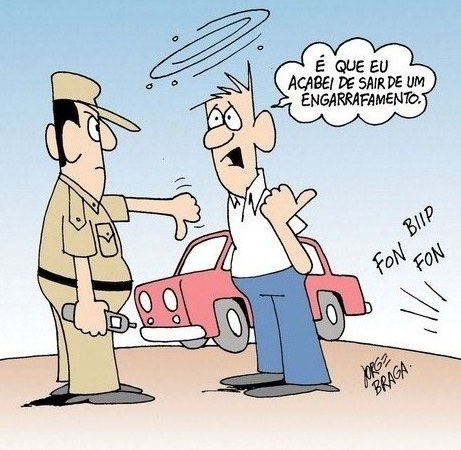 É QUE EU
ACABEI DE SAIR DE UM
ENGARRAFAMENTO.
BIIP
FON
FON
JORGE
BRAGA.